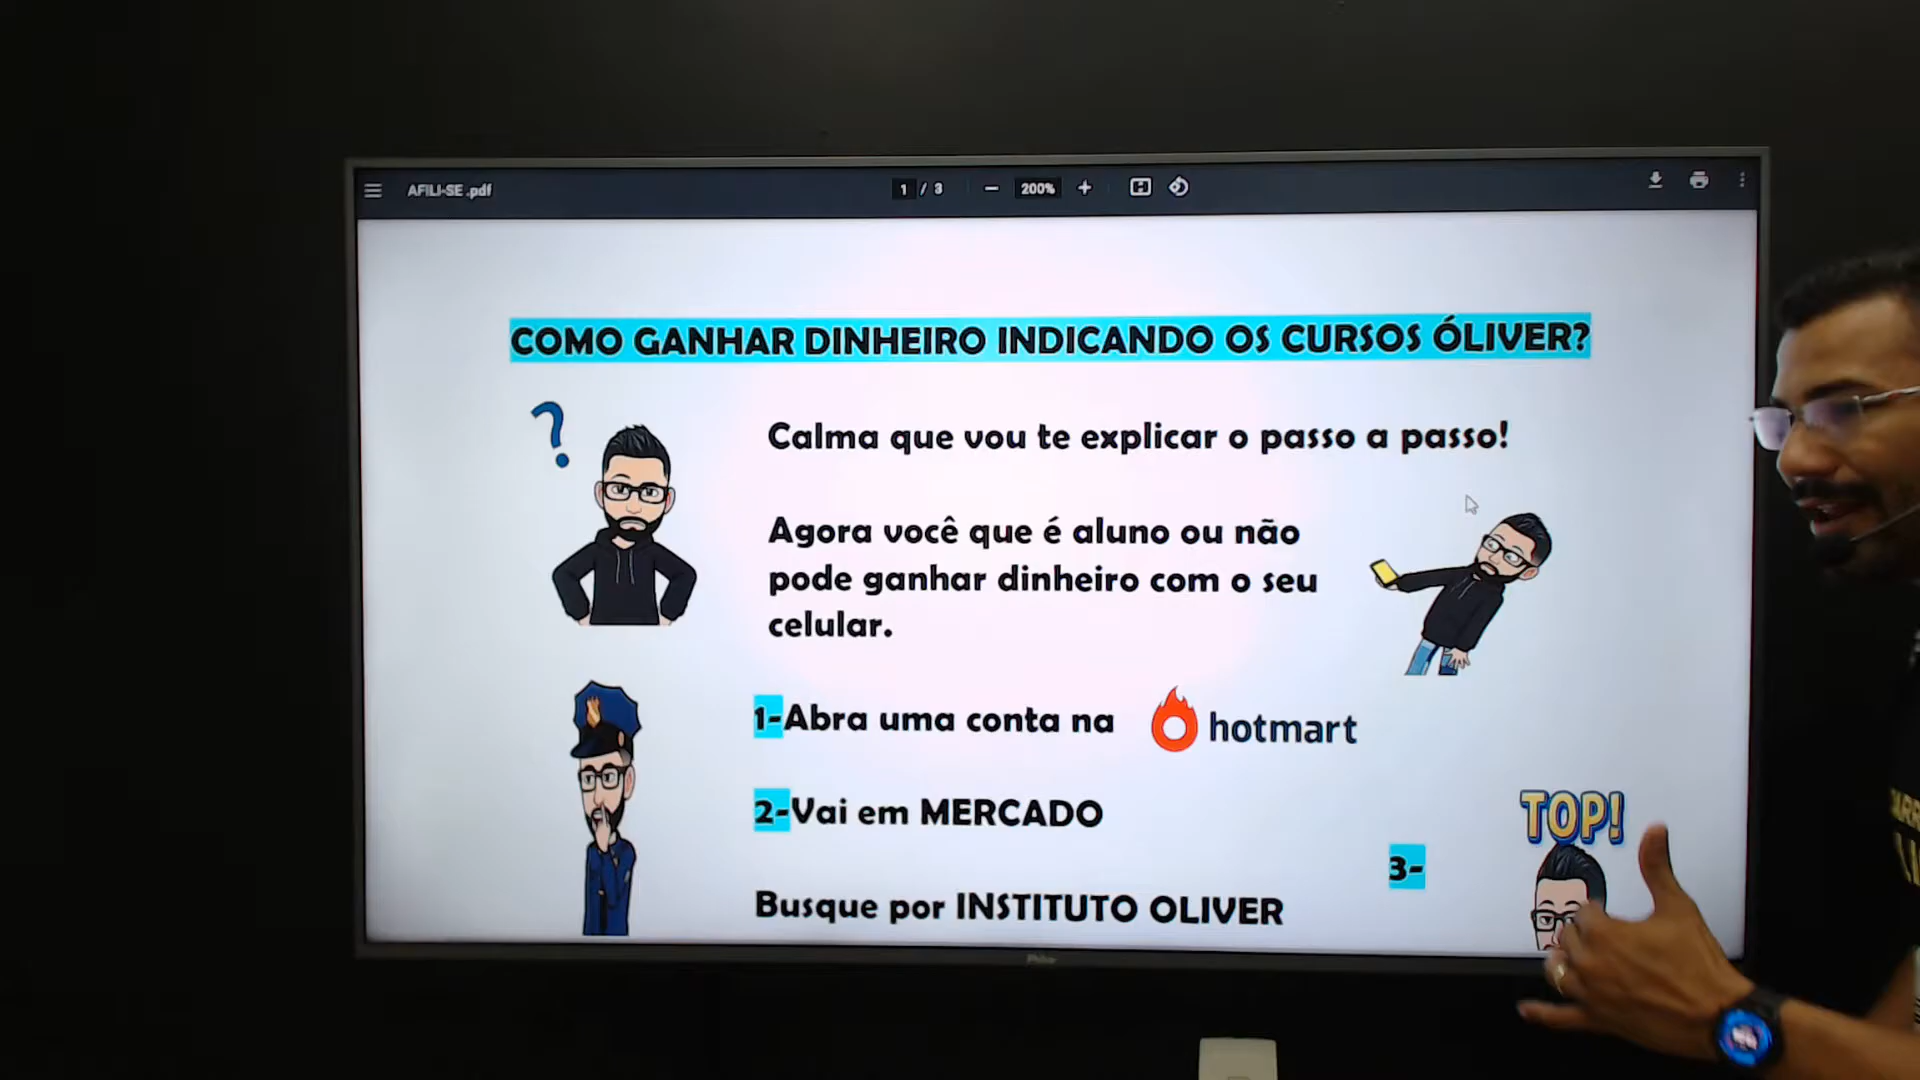 AFILI-SE .pdf
1 / 3
200%
COMO GANHAR DINHEIRO INDICANDO OS CURSOS ÓLIVER?
?
Calma que vou te explicar o passo a passo!
Agora você que é aluno ou não
pode ganhar dinheiro com o seu
celular.
1-Abra uma conta na hotmart
2-Vai em MERCADO
TOP!
3-
Busque por INSTITUTO OLIVER
Philco